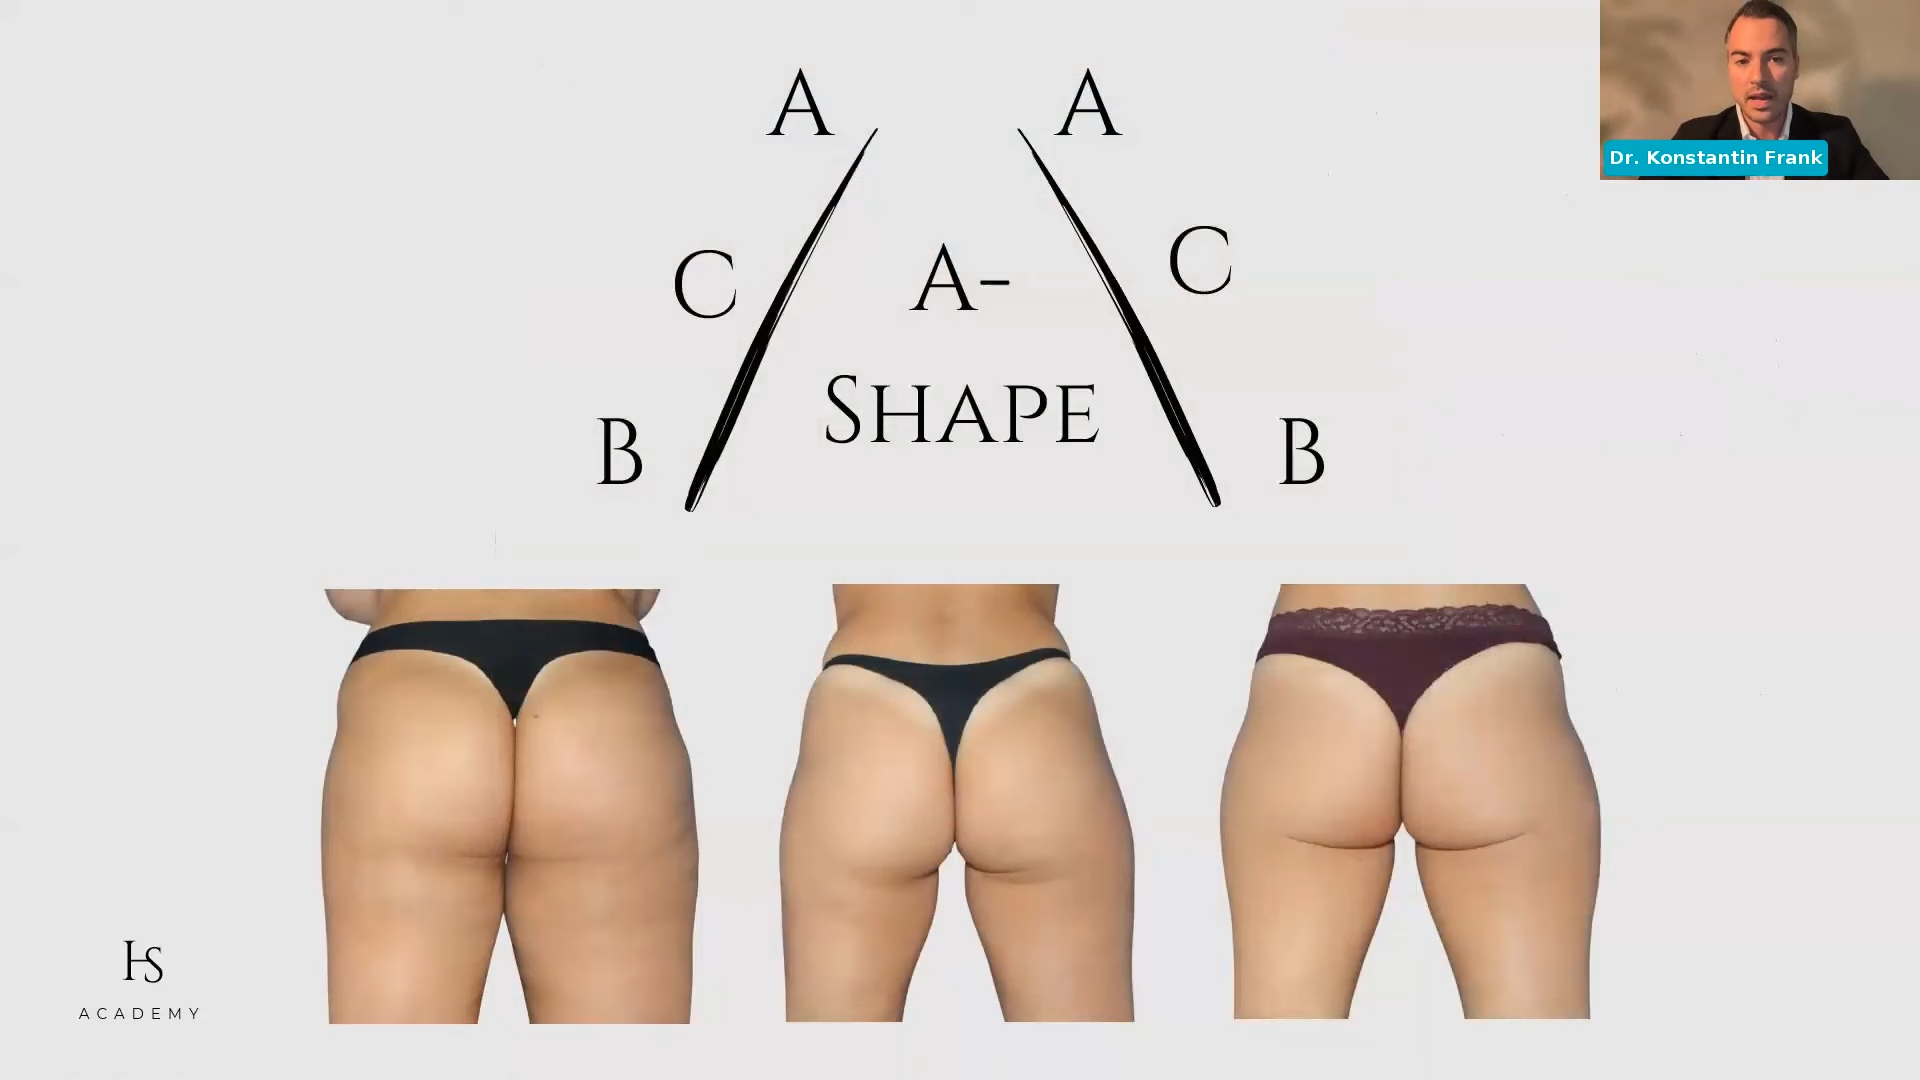 A A
C C
A-
SHAPE
B B
Dr. Konstantin Frank
HS
ACADEMY